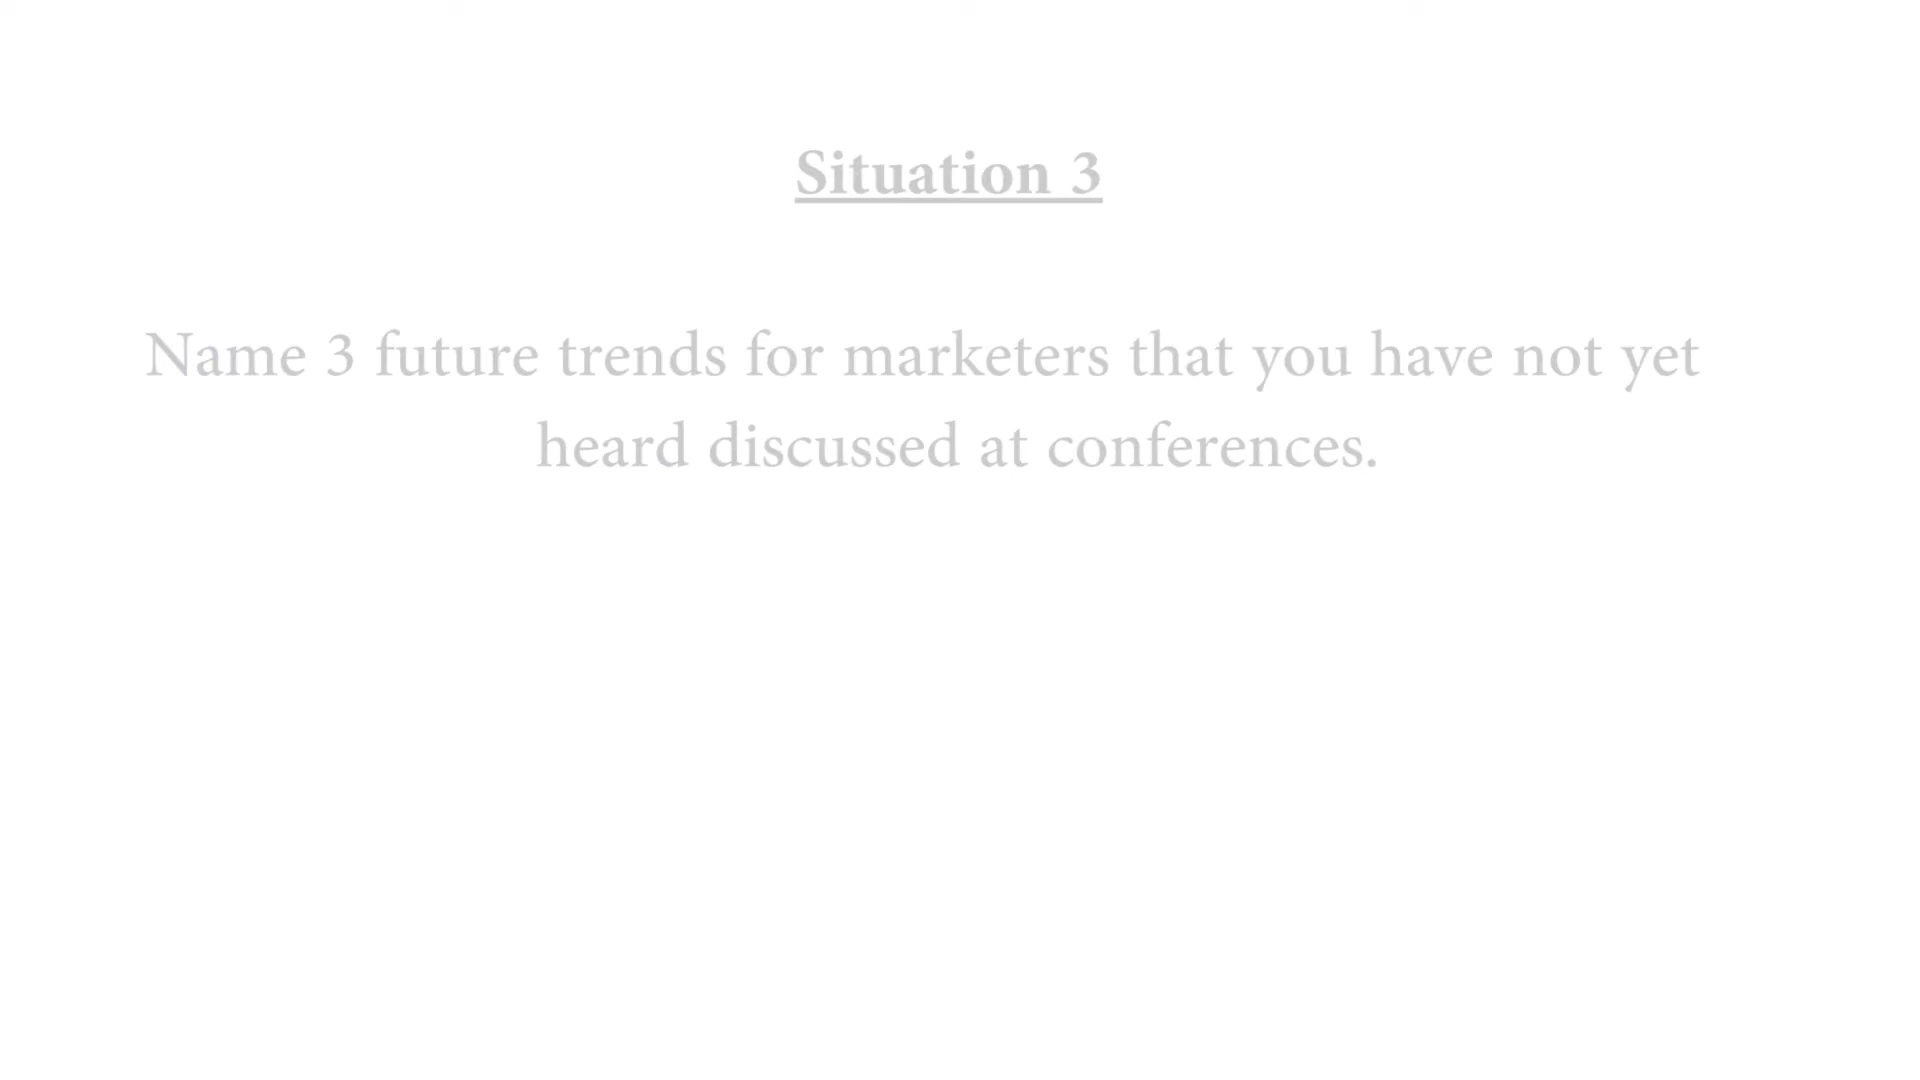 Situation 3
Name 3 future trends for marketers that you have not yet
heard discussed at conferences.